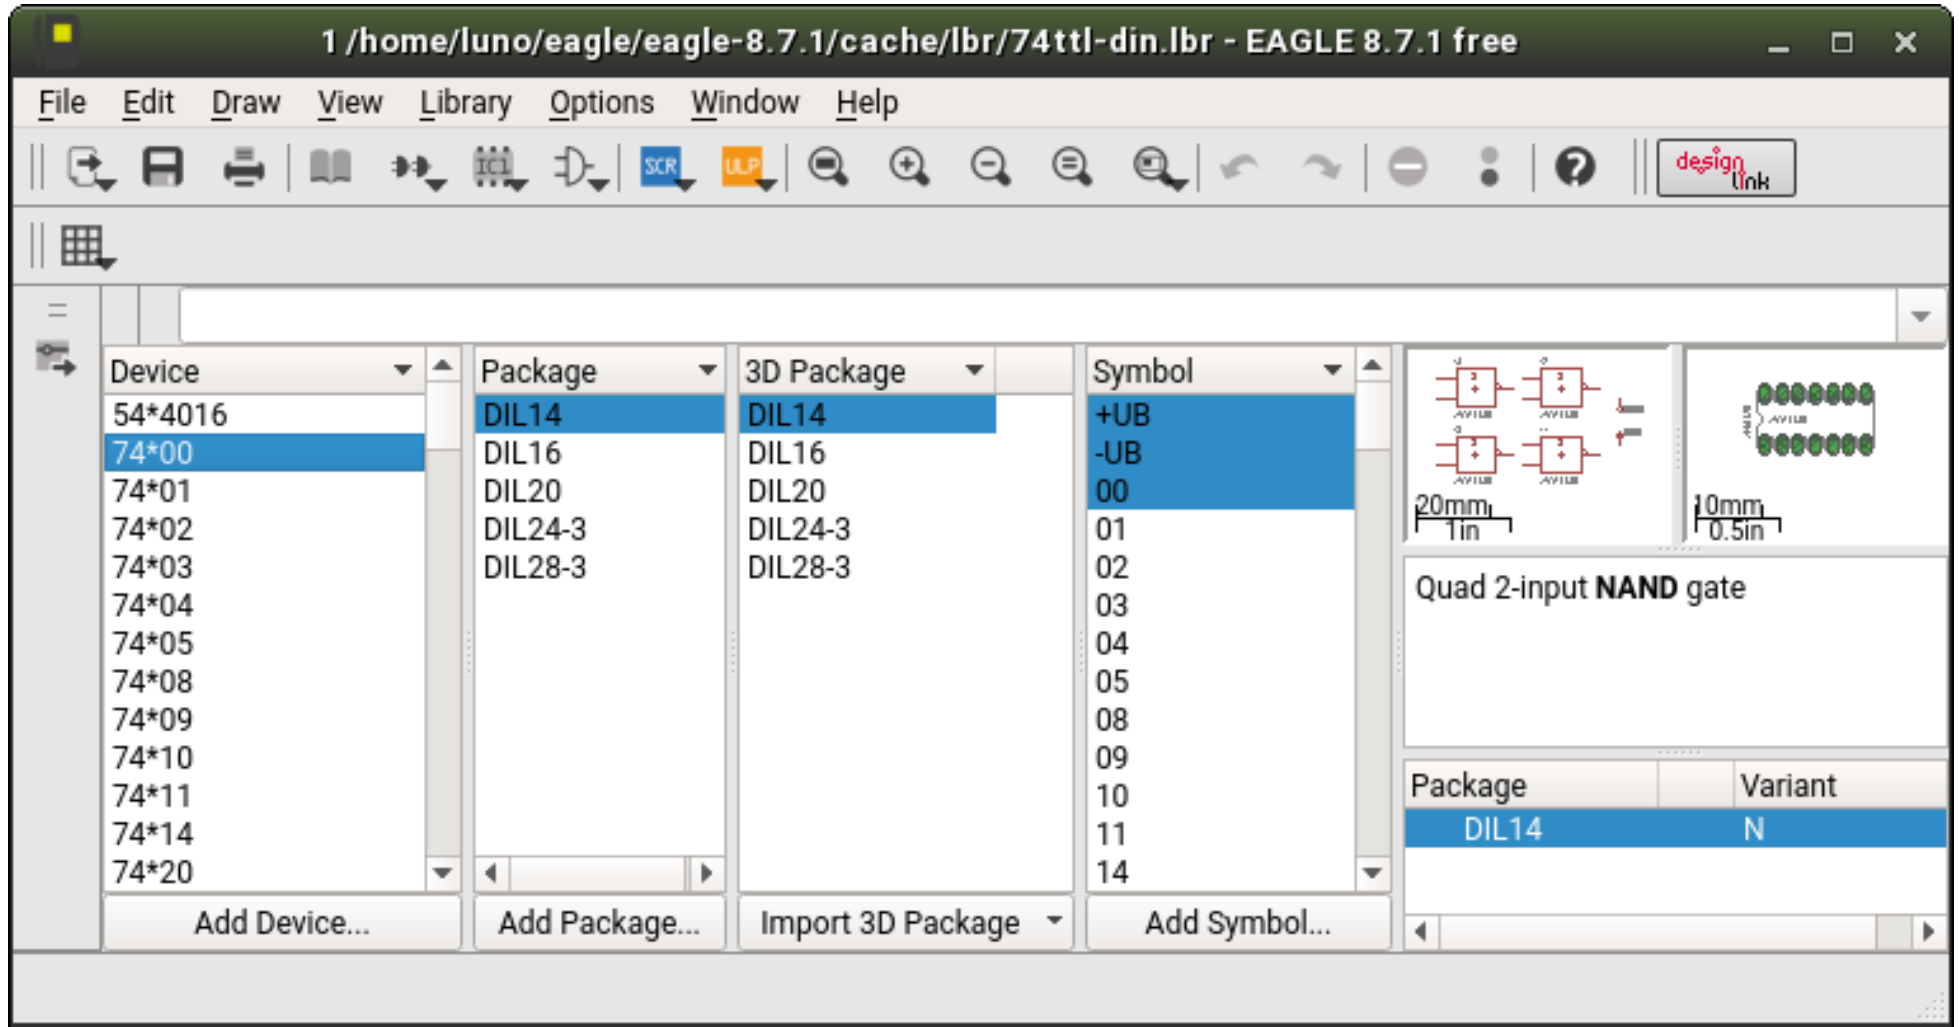 1 /home/luno/eagle/eagle-8.7.1/cache/lbr/74ttl-din.lbr - EAGLE 8.7.1 free
File Edit Draw View Library Options Window Help
IC1 SCR ULP design link
Device
54*4016
74*00
74*01
74*02
74*03
74*04
74*05
74*08
74*09
74*10
74*11
74*14
74*20
Add Device...
Package
DIL14
DIL16
DIL20
DIL24-3
DIL28-3
Add Package...
3D Package
DIL14
DIL16
DIL20
DIL24-3
DIL28-3
Import 3D Package
Symbol
+UB
-UB
00
01
02
03
04
05
08
09
10
11
14
Add Symbol...
20mm
1in
10mm
0.5in
Quad 2-input NAND gate
Package Variant
DIL14 N